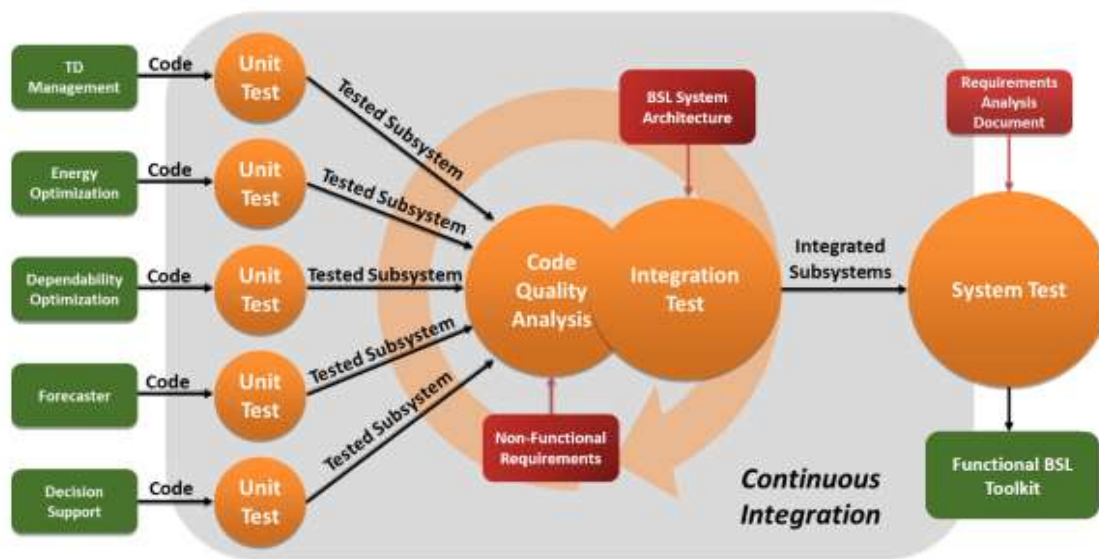 TD
Management
Code
Unit
Test
Tested Subsystem
Energy
Optimization
Code
Unit
Test
Tested Subsystem
Dependability
Optimization
Code
Unit
Test
Tested Subsystem
Forecaster
Code
Unit
Test
Tested Subsystem
Decision
Support
Code
Unit
Test
Tested Subsystem
Code
Quality
Analysis
Non-Functional
Requirements
BSL System
Architecture
Integration
Test
Integrated
Subsystems
Requirements
Analysis
Document
System Test
Functional BSL
Toolkit
Continuous
Integration